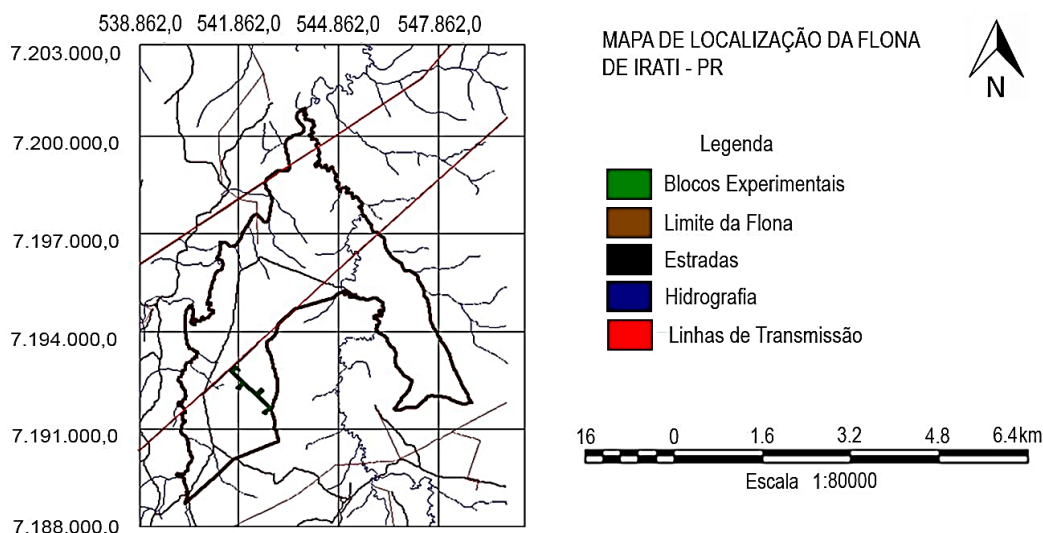 538.862,0 541.862,0 544.862,0 547.862,0
7.203.000,0
7.200.000,0
7.197.000,0
7.194.000,0
7.191.000,0
7.188.000,0
MAPA DE LOCALIZAÇÃO DA FLONA
DE IRATI - PR
N
Legenda
Blocos Experimentais
Limite da Flona
Estradas
Hidrografia
Linhas de Transmissão
16 0 1.6 3.2 4.8 6.4km
Escala 1:80000